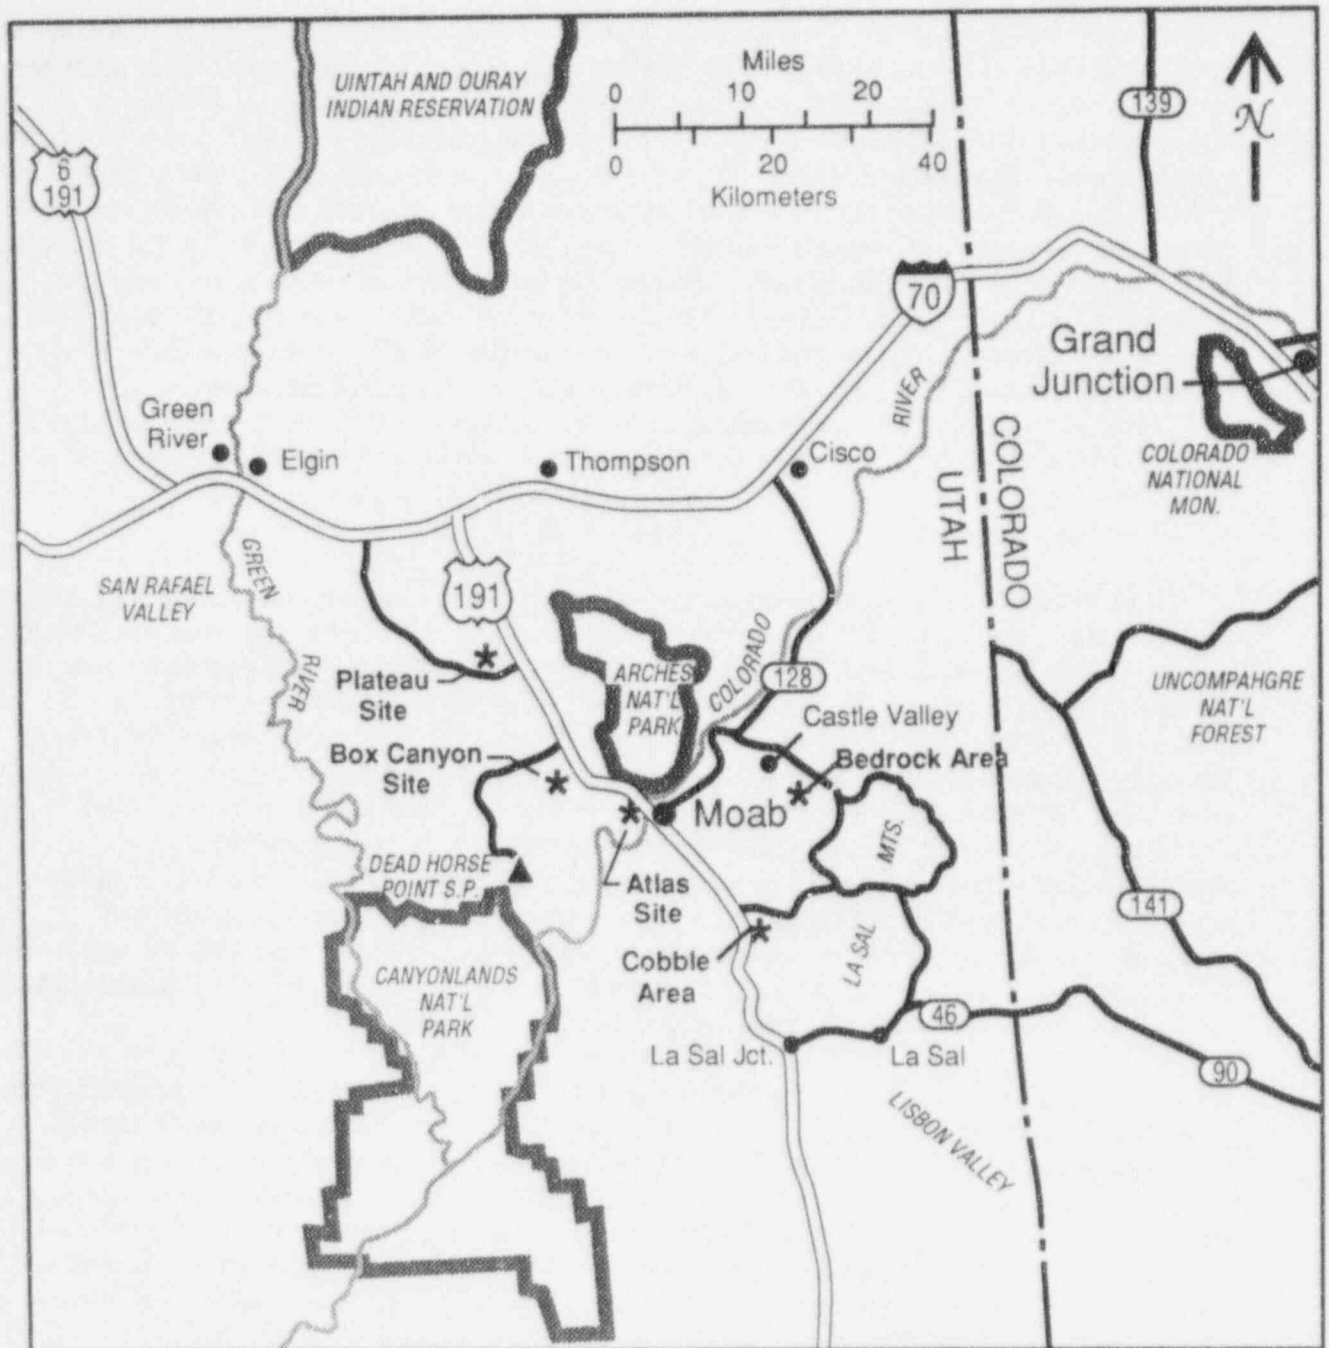 UINTAH AND OURAY
INDIAN RESERVATION
Miles
0 10 20
0 20 40
Kilometers
139
N
6
191
70
Grand
Junction
RIVER
Green
River
Elgin
Thompson
Cisco
COLORADO
NATIONAL
MON.
UTAH
COLORADO
GREEN
RIVER
SAN RAFAEL
VALLEY
191
Plateau
Site
ARCHES
NAT'L
PARK
COLORADO
128
UNCOMPAHGRE
NAT'L
FOREST
Castle Valley
Box Canyon
Site
Bedrock Area
Moab
MTS.
DEAD HORSE
POINT S.P.
Atlas
Site
141
LA SAL
Cobble
Area
CANYONLANDS
NAT'L
PARK
46
La Sal Jct.
La Sal
90
LISBON VALLEY